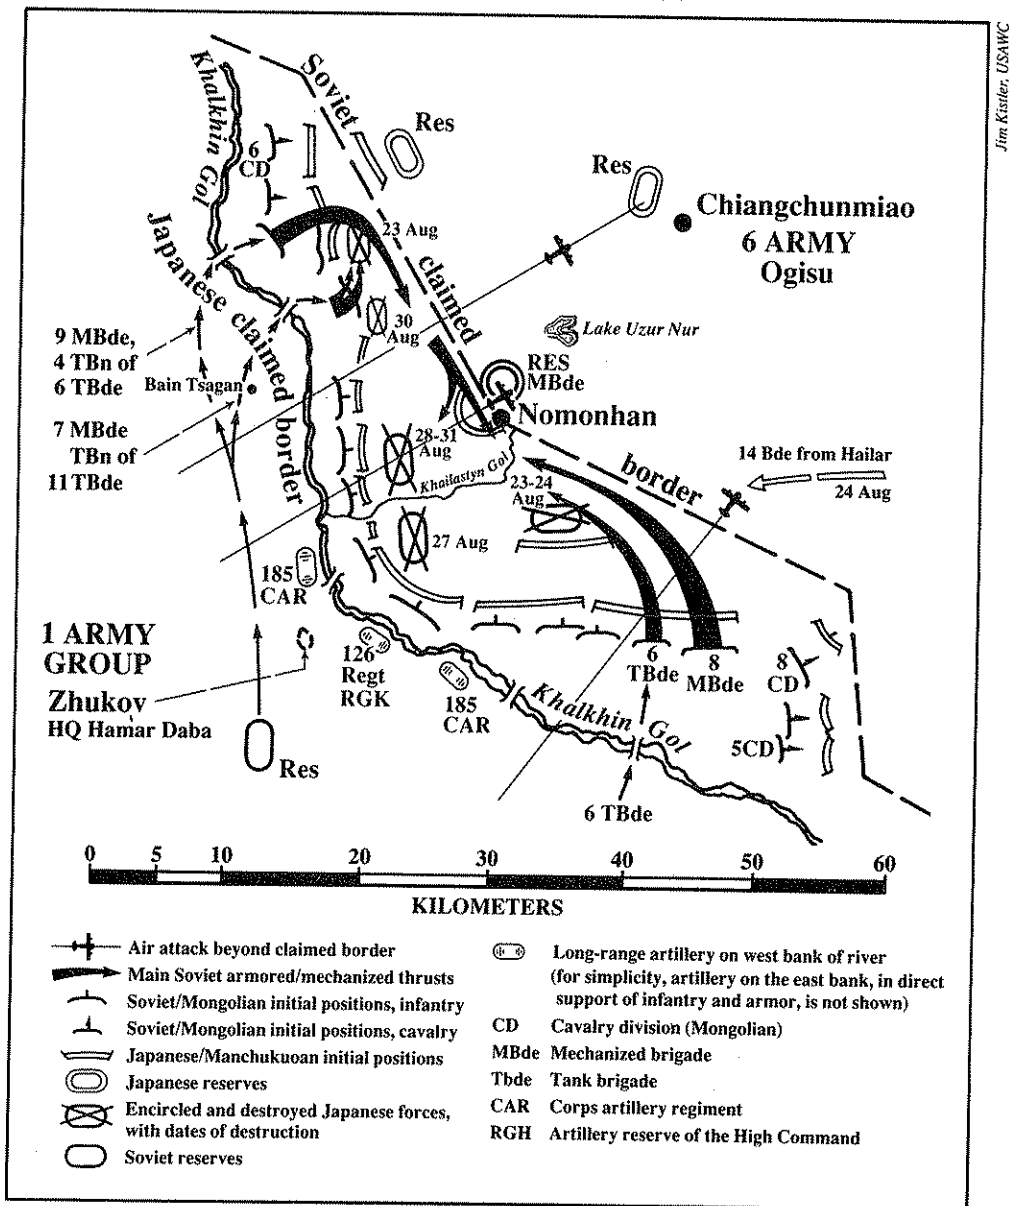 Jim Kistler, USAWC
Khalkhin Gol
Soviet claimed border
Japanese claimed border
Res
Res
6
CD
Chiangchunmiao
6 ARMY
Ogisu
23 Aug
30
Aug
Lake Uzur Nur
RES
MBde
Nomonhan
9 MBde,
4 TBn of
6 TBde
Bain Tsagan
7 MBde
TBn of
11 TBde
28-31
Aug
Khailastyn Gol
23-24
Aug
14 Bde from Hailar
24 Aug
27 Aug
185
CAR
1 ARMY
GROUP
Zhukov
HQ Hamar Daba
126
Regt
RGK
185
CAR
Res
6
TBde
8
MBde
8
CD
5CD
Khalkhin Gol
6 TBde
0 5 10 20 30 40 50 60
KILOMETERS
Air attack beyond claimed border
Main Soviet armored/mechanized thrusts
Soviet/Mongolian initial positions, infantry
Soviet/Mongolian initial positions, cavalry
Japanese/Manchukuoan initial positions
Japanese reserves
Encircled and destroyed Japanese forces,
with dates of destruction
Soviet reserves
Long-range artillery on west bank of river
(for simplicity, artillery on the east bank, in direct
support of infantry and armor, is not shown)
CD Cavalry division (Mongolian)
MBde Mechanized brigade
Tbde Tank brigade
CAR Corps artillery regiment
RGH Artillery reserve of the High Command